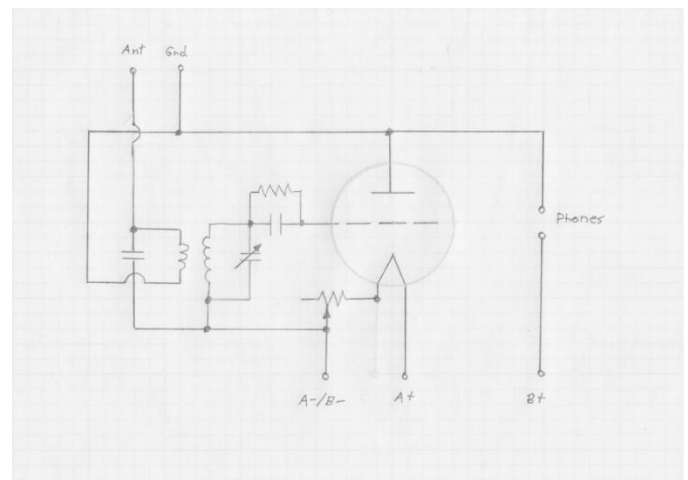 Ant Gnd
Phones
A-/B- A+ B+